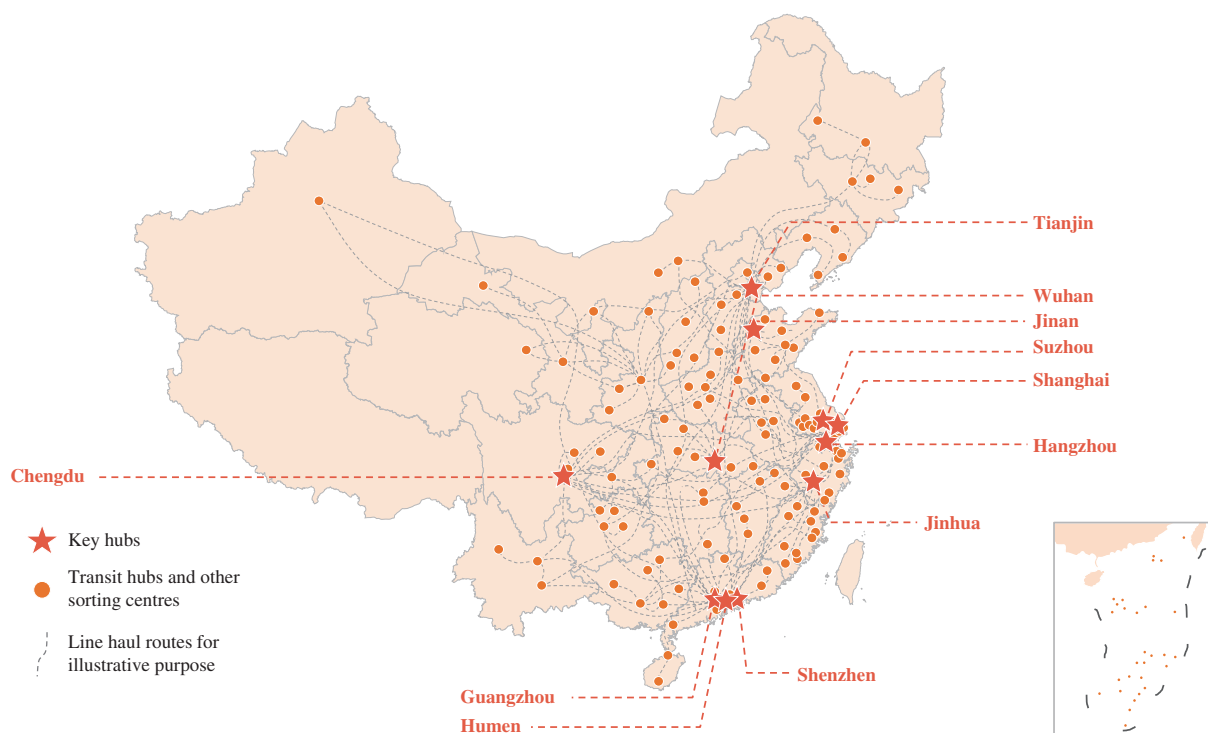 Tianjin
Wuhan
Jinan
Suzhou
Shanghai
Hangzhou
Chengdu
Jinhua
Key hubs
Transit hubs and other
sorting centres
Line haul routes for
illustrative purpose
Shenzhen
Guangzhou
Humen